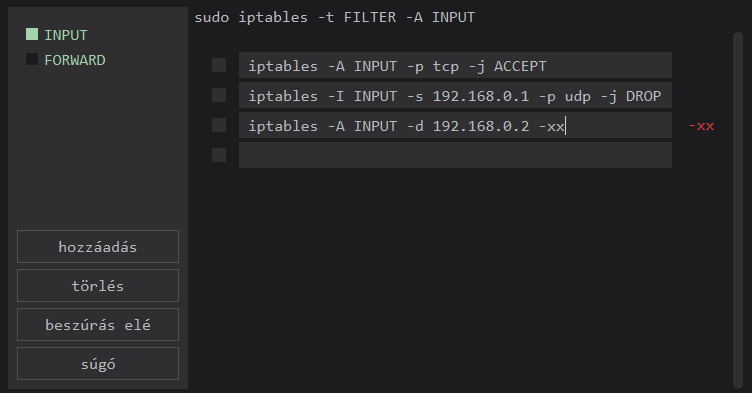 sudo iptables -t FILTER -A INPUT
INPUT
FORWARD
iptables -A INPUT -p tcp -j ACCEPT
iptables -I INPUT -s 192.168.0.1 -p udp -j DROP
iptables -A INPUT -d 192.168.0.2 -xx
-xx
hozzáadás
törlés
beszúrás elé
súgó